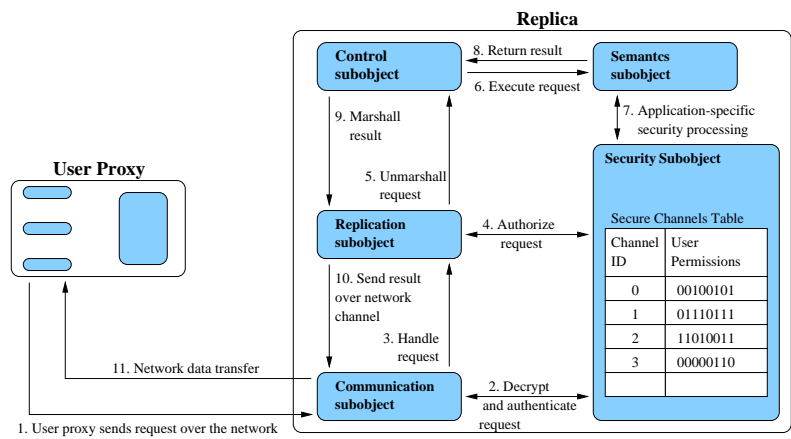 Replica
Control
subobject
8. Return result
6. Execute request
Semantcs
subobject
9. Marshall
result
7. Application-specific
security processing
5. Unmarshall
request
User Proxy
Security Subobject
Replication
subobject
4. Authorize
request
Secure Channels Table
Channel
ID
User
Permissions
0 00100101
1 01110111
2 11010011
3 00000110
10. Send result
over network
channel
3. Handle
request
11. Network data transfer
Communication
subobject
2. Decrypt
and authenticate
request
1. User proxy sends request over the network